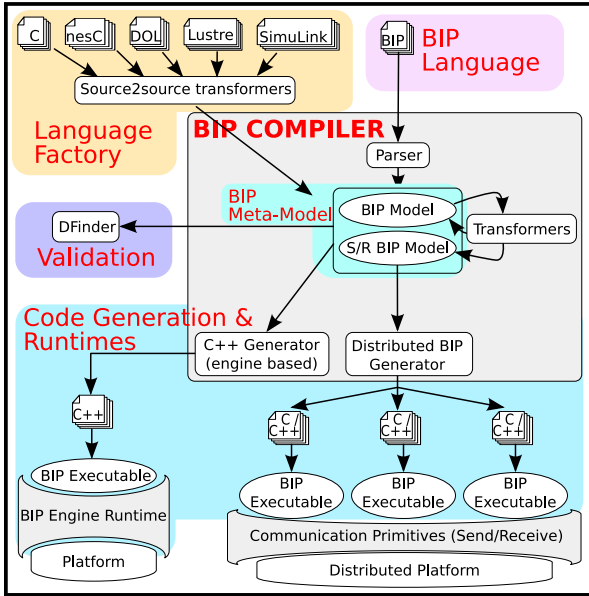 C
nesC
DOL
Lustre
SimuLink
Source2source transformers
Language
Factory
BIP
BIP
Language
BIP COMPILER
Parser
BIP
Meta-Model
BIP Model
S/R BIP Model
Transformers
DFinder
Validation
Code Generation &
Runtimes
C++ Generator
(engine based)
Distributed BIP
Generator
C++
C /
C++
C /
C++
C /
C++
BIP Executable
BIP
Executable
BIP
Executable
BIP
Executable
BIP Engine Runtime
Platform
Communication Primitives (Send/Receive)
Distributed Platform